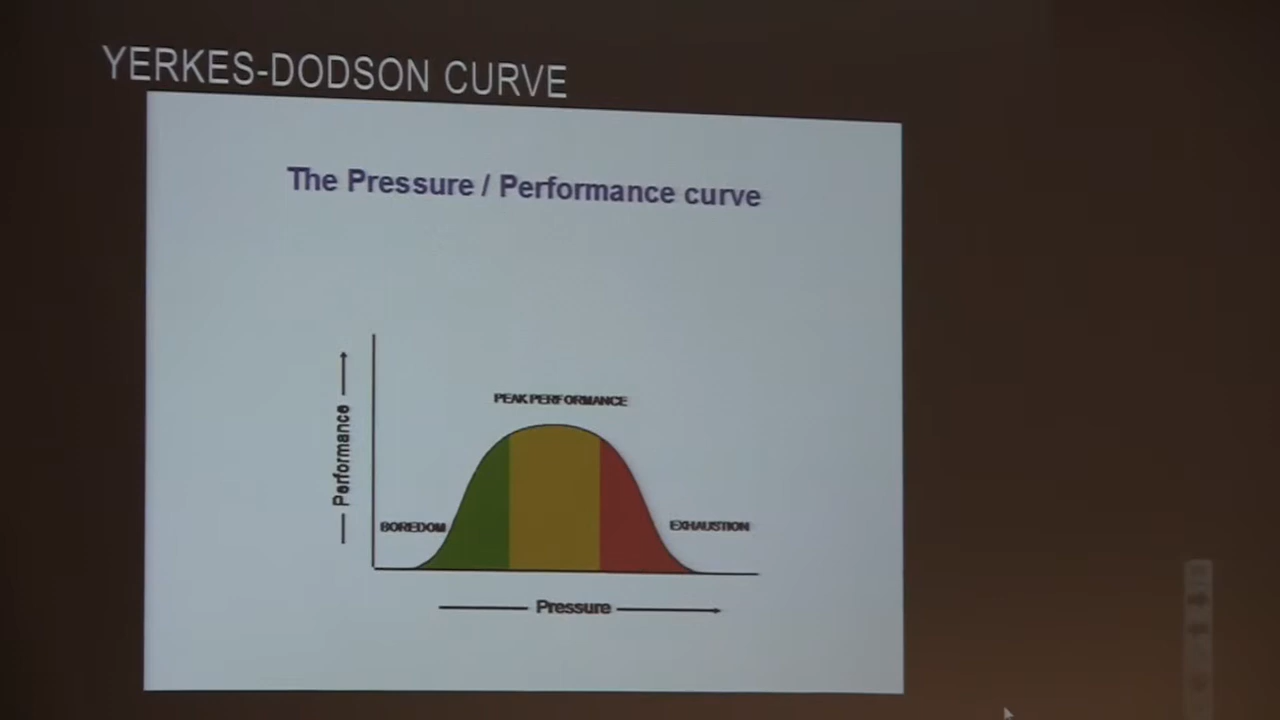 YERKES-DODSON CURVE
The Pressure / Performance curve
PEAK PERFORMANCE
Performance
BOREDOM
EXHAUSTION
Pressure